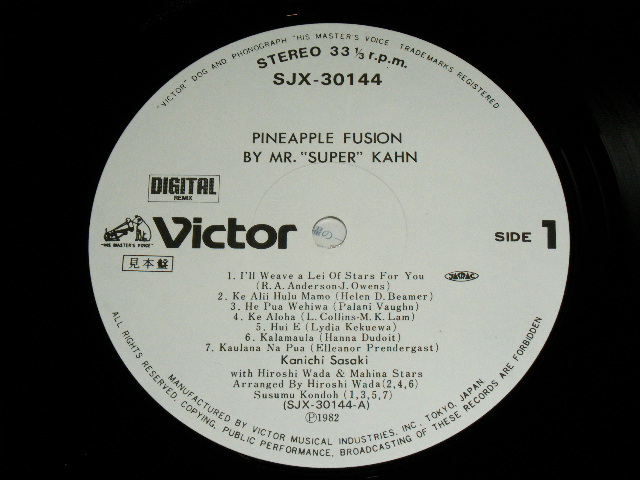 "VICTOR" DOG AND PHONOGRAPH "HIS MASTER'S VOICE" TRADEMARKS REGISTERED
STEREO 33 1/3 r.p.m.
SJX-30144
PINEAPPLE FUSION
BY MR. "SUPER" KAHN
DIGITAL
REMIX
"HIS MASTER'S VOICE"
Victor
SIDE 1
見本盤
1. I'll Weave a Lei Of Stars For You
(R.A.Anderson-J.Owens)
JASRAC
2. Ke Alii Hulu Mamo (Helen D.Beamer)
3. He Pua Wehiwa (Palani Vaughn)
4. Ke Aloha (L.Collins-M.K.Lam)
5. Hui E (Lydia Kekuewa)
6. Kalamaula (Hanna Dudoit)
7. Kaulana Na Pua (Elleanor Prendergast)
Kanichi Sasaki
with Hiroshi Wada & Mahina Stars
Arranged By Hiroshi Wada(2,4,6)
Susumu Kondoh (1,3,5,7)
(SJX-30144-A)
Ⓟ1982
MANUFACTURED BY VICTOR MUSICAL INDUSTRIES, INC. TOKYO, JAPAN
ALL RIGHTS RESERVED. COPYING, PUBLIC PERFORMANCE, BROADCASTING OF THESE RECORDS ARE FORBIDDEN